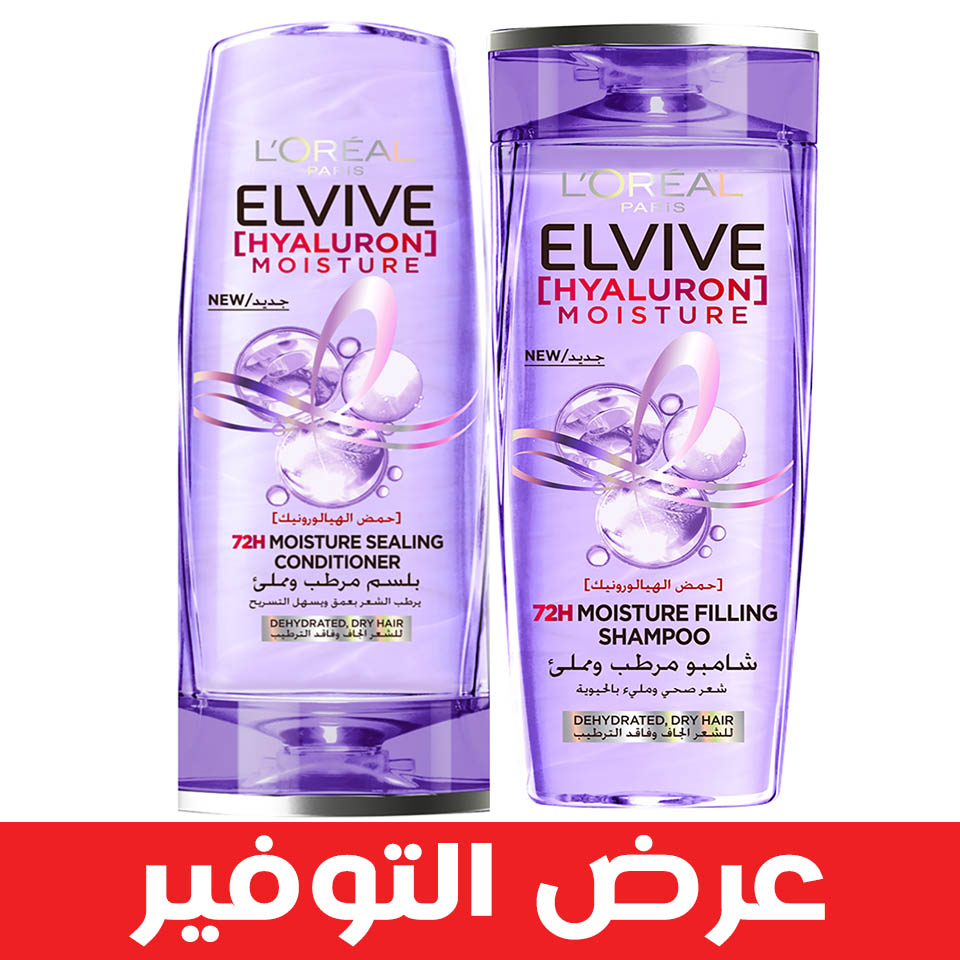 L'ORÉAL
PARIS
ELVIVE
[HYALURON]
MOISTURE
NEW/جديد
[حمض الهيالورونيك]
72H MOISTURE SEALING
CONDITIONER
بلسم مرطب ومملئ
يرطب الشعر بعمق ويسهل التسريح
DEHYDRATED, DRY HAIR
للشعر الجاف وفاقد الترطيب
L'ORÉAL
PARIS
ELVIVE
[HYALURON]
MOISTURE
NEW/جديد
[حمض الهيالورونيك]
72H MOISTURE FILLING
SHAMPOO
شامبو مرطب ومملئ
شعر صحي ومليء بالحيوية
DEHYDRATED, DRY HAIR
للشعر الجاف وفاقد الترطيب
عرض التوفير